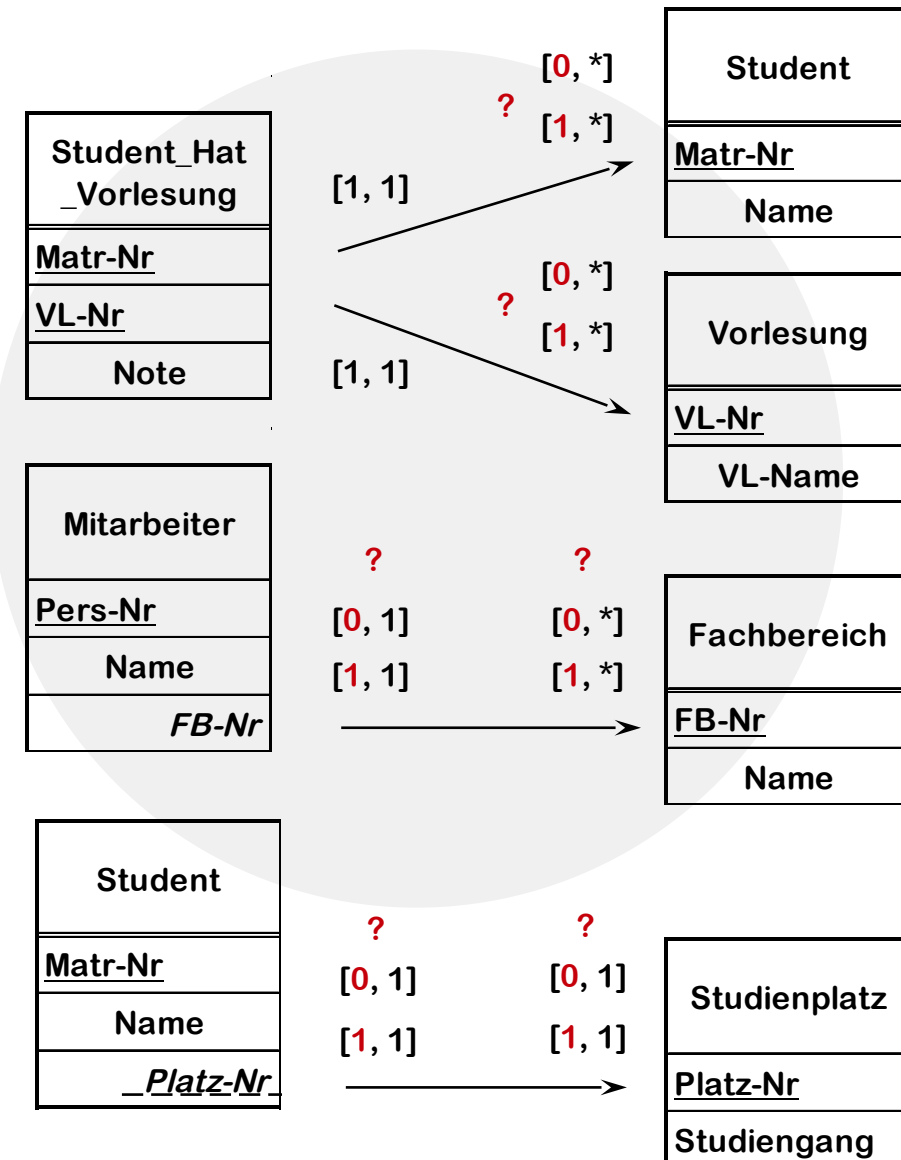 [0, *]
?
[1, *]
Student
Matr-Nr
Name
Student_Hat
_Vorlesung
Matr-Nr
VL-Nr
Note
[1, 1]
[1, 1]
[0, *]
?
[1, *]
Vorlesung
VL-Nr
VL-Name
Mitarbeiter
Pers-Nr
Name
FB-Nr
? ?
[0, 1] [0, *]
[1, 1] [1, *]
Fachbereich
FB-Nr
Name
Student
Matr-Nr
Name
_Platz-Nr_
? ?
[0, 1] [0, 1]
[1, 1] [1, 1]
Studienplatz
Platz-Nr
Studiengang